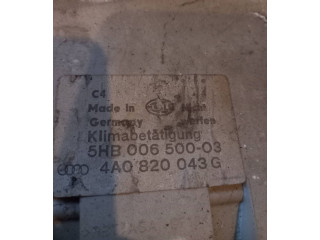 C4
Made in
Germany
Klimabetätigung
5HB 006 500-03
4A0 820 043 G